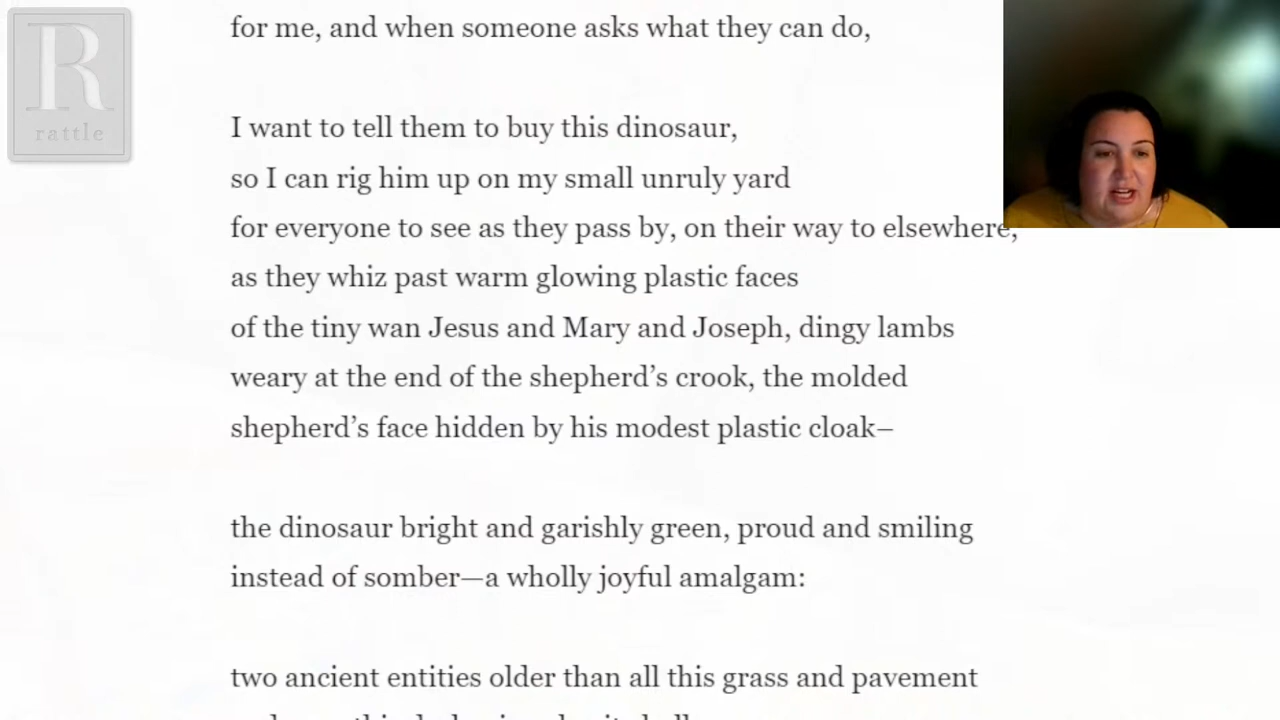 R
rattle
for me, and when someone asks what they can do,
I want to tell them to buy this dinosaur,
so I can rig him up on my small unruly yard
for everyone to see as they pass by, on their way to elsewhere,
as they whiz past warm glowing plastic faces
of the tiny wan Jesus and Mary and Joseph, dingy lambs
weary at the end of the shepherd’s crook, the molded
shepherd’s face hidden by his modest plastic cloak–
the dinosaur bright and garishly green, proud and smiling
instead of somber—a wholly joyful amalgam:
two ancient entities older than all this grass and pavement